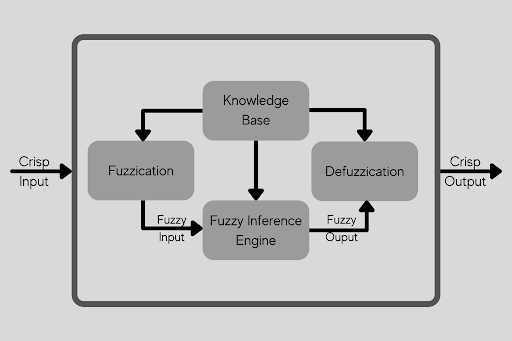 Knowledge
Base
Crisp
Input
Fuzzication
Defuzzication
Crisp
Output
Fuzzy
Input
Fuzzy Inference
Engine
Fuzzy
Ouput